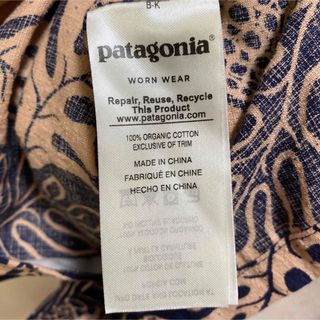 B-K
patagonia®
WORN WEAR
Repair, Reuse, Recycle
This Product
www.patagonia.com
100% ORGANIC COTTON
EXCLUSIVE OF TRIM
MADE IN CHINA
FABRIQUÉ EN CHINE
HECHO EN CHINA